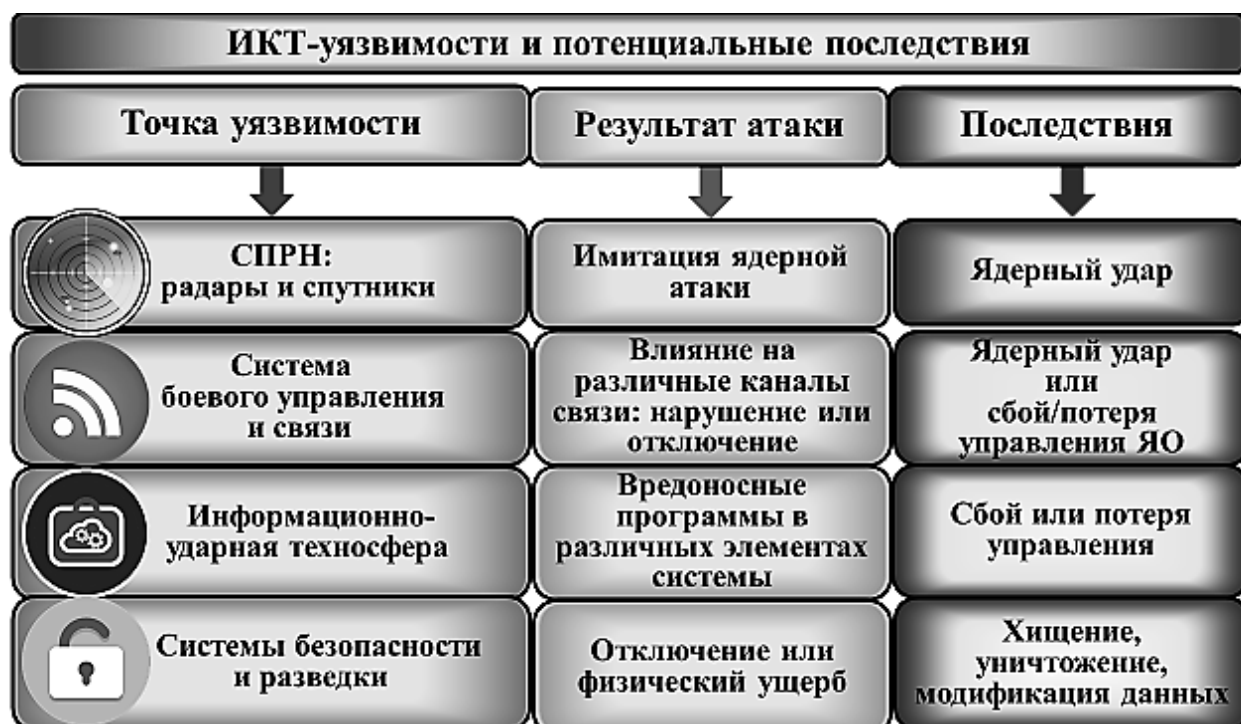 ИКТ-уязвимости и потенциальные последствия
Точка уязвимости
Результат атаки
Последствия
СПРН:
радары и спутники
Имитация ядерной
атаки
Ядерный удар
Система
боевого управления
и связи
Влияние на
различные каналы
связи: нарушение или
отключение
Ядерный удар
или
сбой/потеря
управления ЯО
Информационно-
ударная техносфера
Вредоносные
программы в
различных элементах
системы
Сбой или потеря
управления
Системы безопасности
и разведки
Отключение или
физический ущерб
Хищение,
уничтожение,
модификация данных